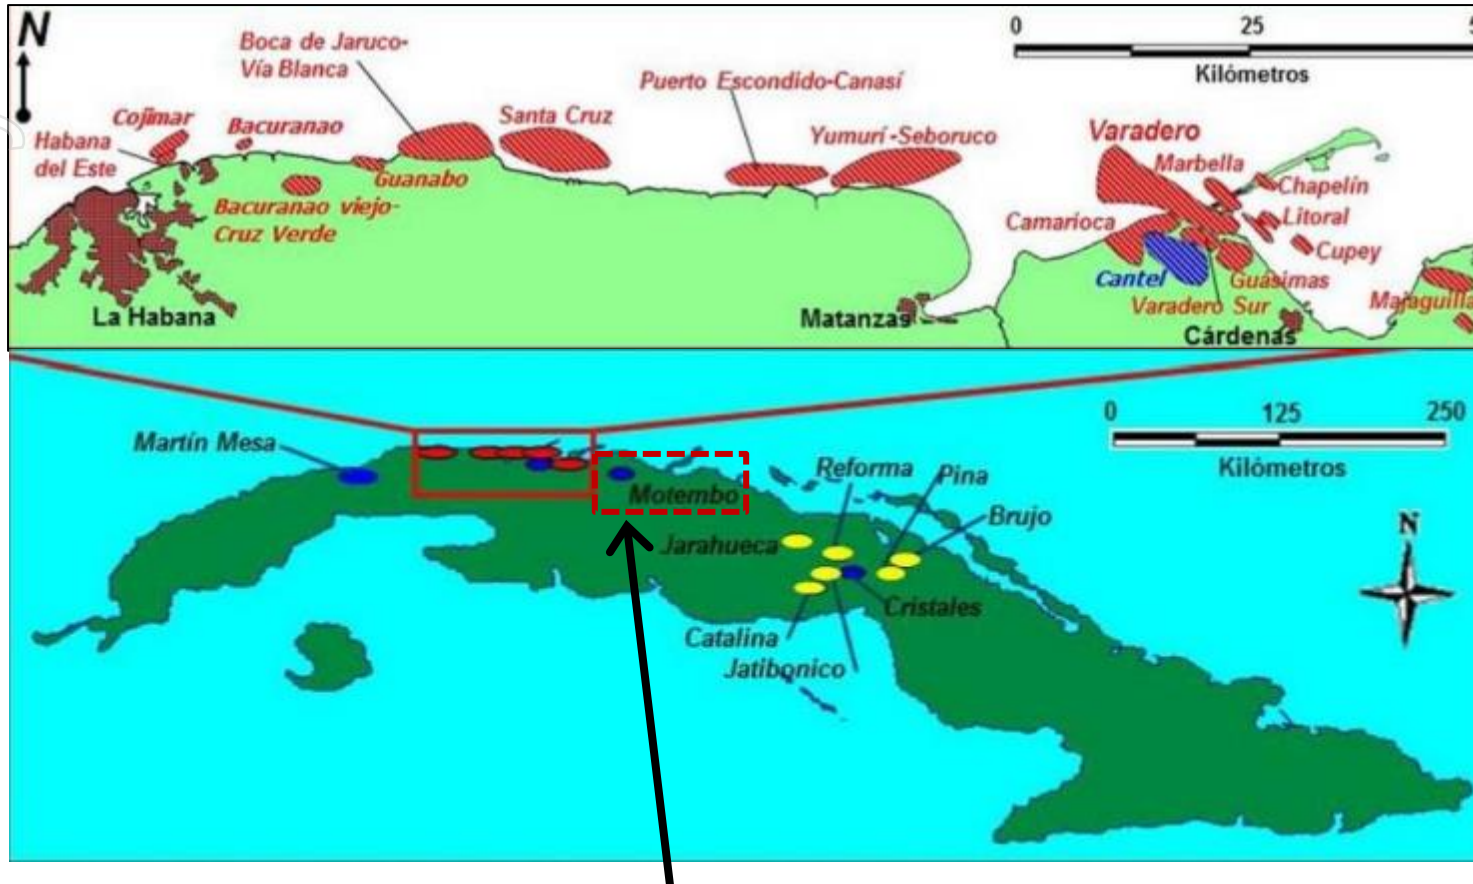 N
Boca de Jaruco-
Vía Blanca
0 25
Kilómetros
Puerto Escondido-Canasí
Cojímar
Bacuranao
Santa Cruz
Yumurí-Seboruco
Varadero
Habana
del Este
Marbella
Guanabo
Chapelín
Bacuranao viejo-
Cruz Verde
Camarioca
Litoral
Cupey
Cantel
Guásimas
Varadero Sur
Majaguilla
La Habana
Matanzas
Cárdenas
0 125 250
Kilómetros
Martín Mesa
Reforma
Pina
Motembo
Brujo
N
Jarahueca
Cristales
Catalina
Jatibonico